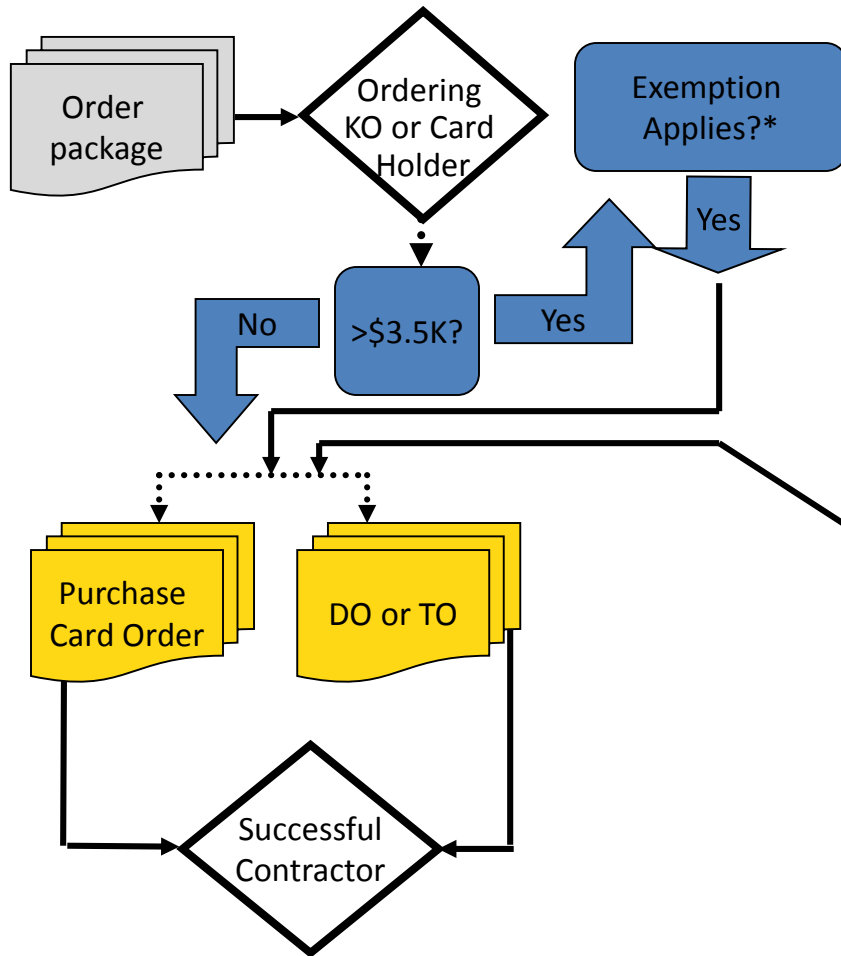 Order
package
Ordering
KO or Card
Holder
Exemption
Applies?*
Yes
No
>$3.5K?
Yes
Purchase
Card Order
DO or TO
Successful
Contractor